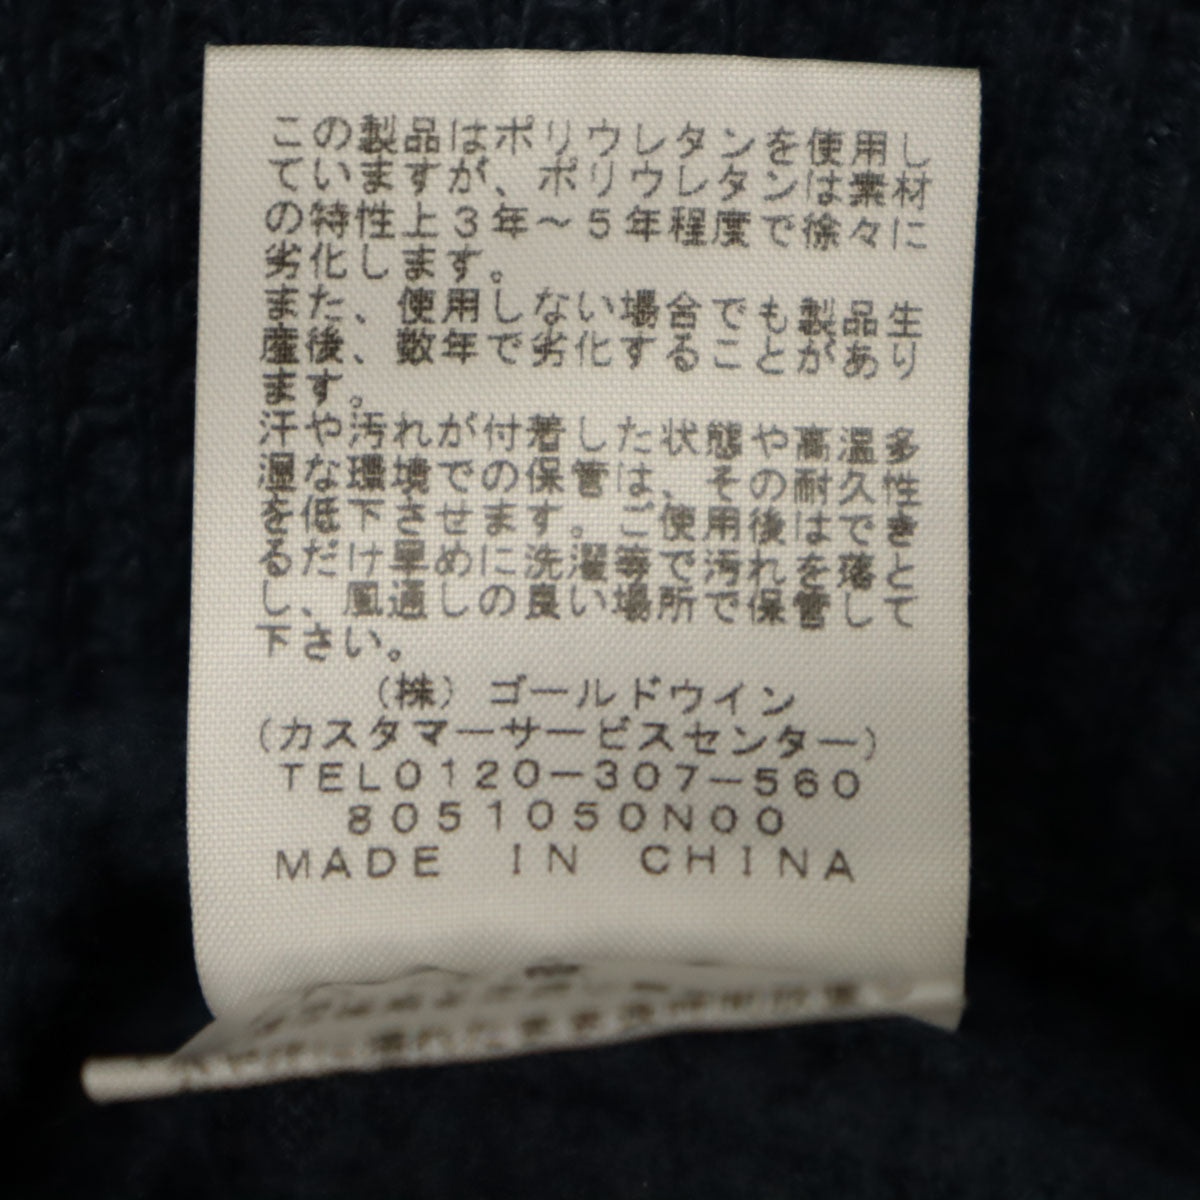 この製品はポリウレタンを使用し
ていますが、ポリウレタンは素材
の特性上3年～5年程度で徐々に
劣化します。
また、使用しない場合でも製品生
産後、数年で劣化することがあり
ます。
汗や汚れが付着した状態や高温多
湿な環境での保管は、その耐久性
を低下させます。ご使用後はでき
るだけ早めに洗濯等で汚れを落と
し、風通しの良い場所で保管して
下さい。
(株)ゴールドウイン
(カスタマーサービスセンター)
TEL0120-307-560
8051050N00
MADE IN CHINA